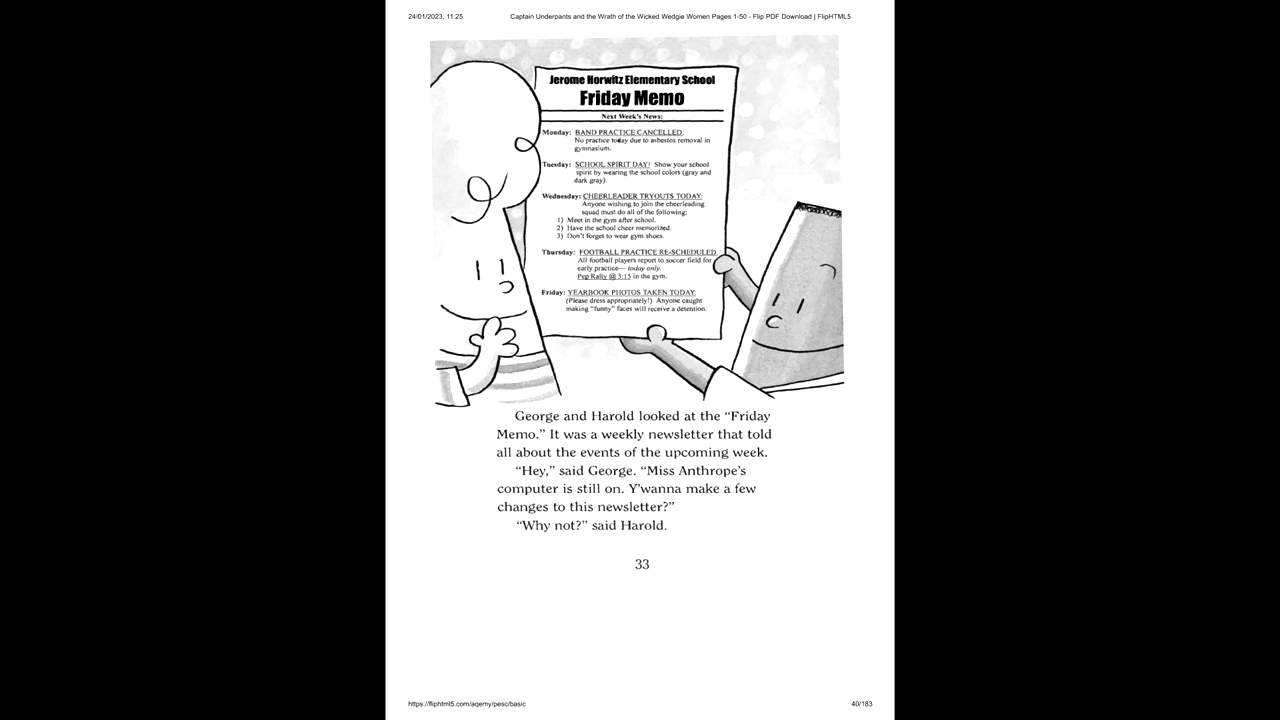 24/01/2023, 11:25 Captain Underpants and the Wrath of the Wicked Wedgie Women Pages 1-50 - Flip PDF Download | FlipHTML5
Jerome Horwitz Elementary School
Friday Memo
Next Week's News:
Monday: BAND PRACTICE CANCELLED.
No practice today due to asbestos removal in
gymnasium.
Tuesday: SCHOOL SPIRIT DAY! Show your school
spirit by wearing the school colors (gray and
dark gray).
Wednesday: CHEERLEADER TRYOUTS TODAY:
Anyone wishing to join the cheerleading
squad must do all of the following:
1) Meet in the gym after school.
2) Have the school cheer memorized.
3) Don't forget to wear gym shoes.
Thursday: FOOTBALL PRACTICE RE-SCHEDULED.
All football players report to soccer field for
early practice— today only.
Pep Rally @ 3:15 in the gym.
Friday: YEARBOOK PHOTOS TAKEN TODAY:
(Please dress appropriately!) Anyone caught
making "funny" faces will receive a detention.
George and Harold looked at the “Friday
Memo.” It was a weekly newsletter that told
all about the events of the upcoming week.
“Hey,” said George. “Miss Anthrope's
computer is still on. Y'wanna make a few
changes to this newsletter?”
“Why not?” said Harold.
33
https://fliphtml5.com/aqemy/pesc/basic 40/183